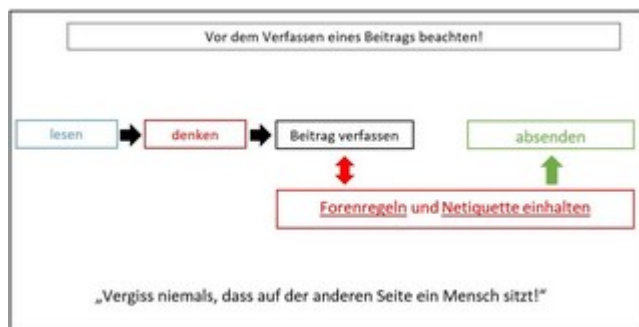 Vor dem Verfassen eines Beitrags beachten!
lesen
denken
Beitrag verfassen
absenden
Forenregeln und Netiquette einhalten
„Vergiss niemals, dass auf der anderen Seite ein Mensch sitzt!“